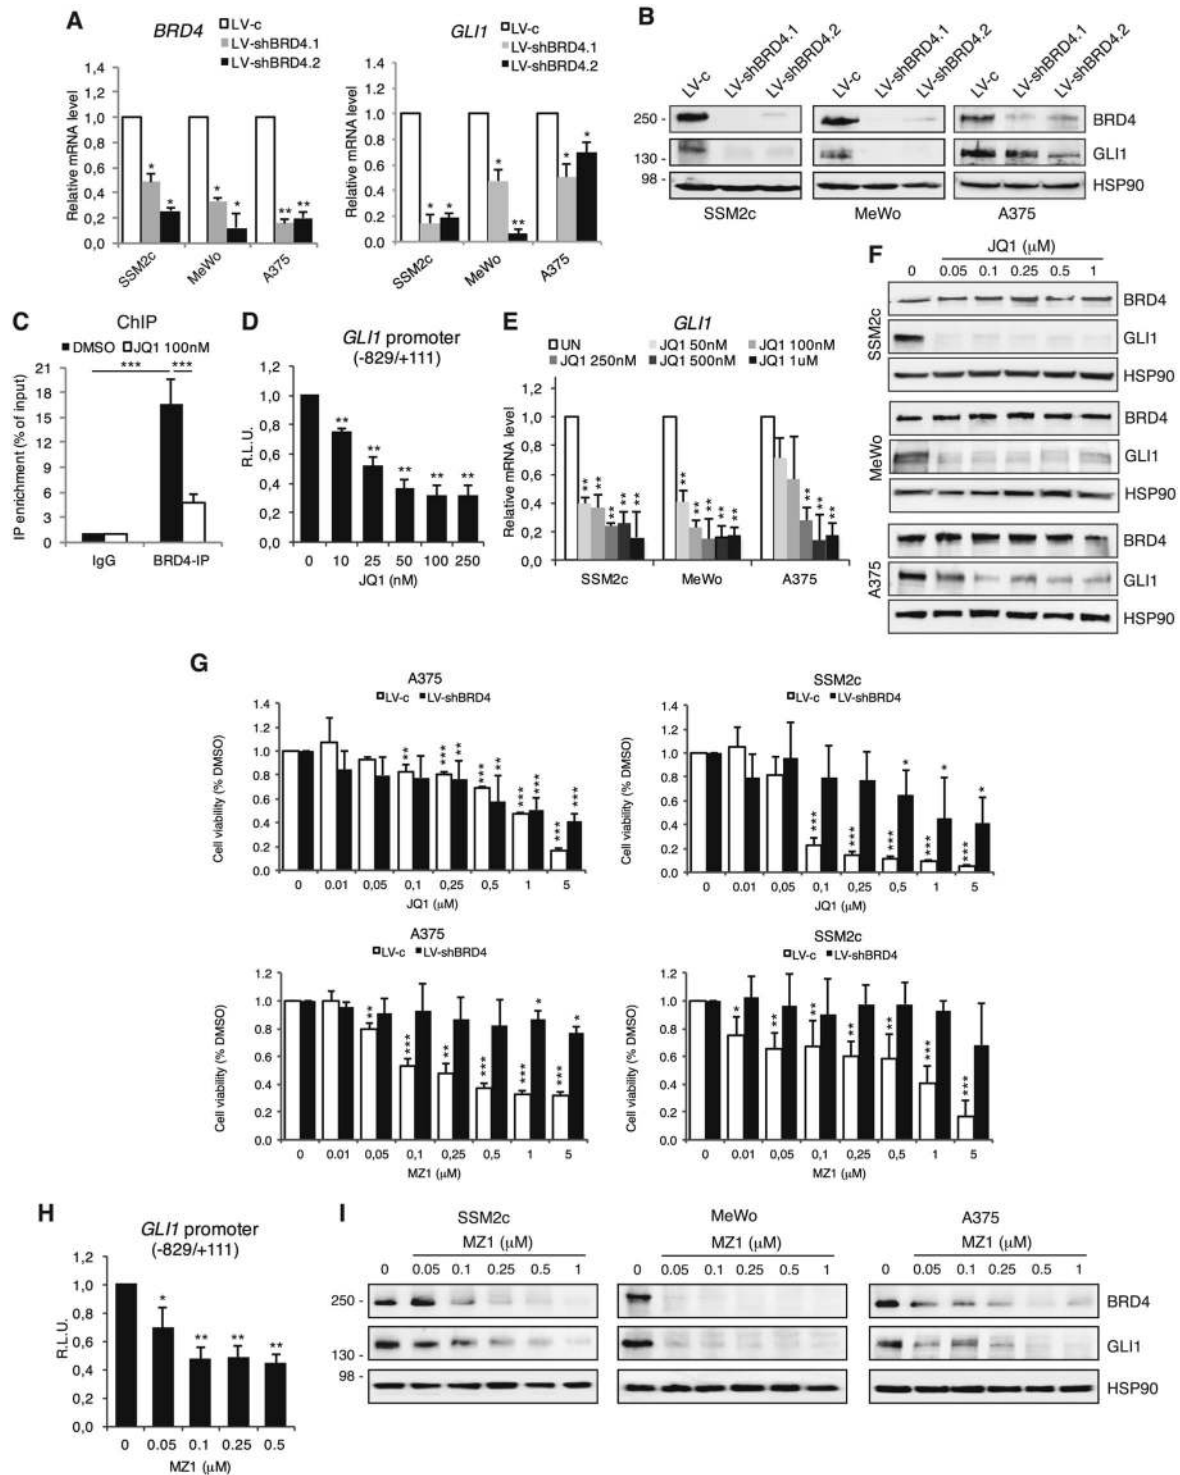 A
BRD4
LV-c
LV-shBRD4.1
LV-shBRD4.2
Relative mRNA level
1,4
1,2
1,0
0,8
0,6
0,4
0,2
0,0
* * * * ** **
SSM2c MeWo A375
GLI1
LV-c
LV-shBRD4.1
LV-shBRD4.2
Relative mRNA level
1.4
1.2
1.0
0.8
0.6
0.4
0.2
0.0
* * * ** * *
SSM2c MeWo A375
B
LV-c LV-shBRD4.1 LV-shBRD4.2 LV-c LV-shBRD4.1 LV-shBRD4.2 LV-c LV-shBRD4.1 LV-shBRD4.2
250 - BRD4
130 - GLI1
98 - HSP90
SSM2c MeWo A375
C
ChIP
DMSO JQ1 100nM
*** ***
IP enrichment (% of input)
21
18
15
12
9
6
3
0
IgG BRD4-IP
D
GLI1 promoter
(-829/+111)
R.L.U.
1,2
1,0
0,8
0,6
0,4
0,2
0,0
** ** ** ** **
0 10 25 50 100 250
JQ1 (nM)
E
GLI1
UN JQ1 50nM JQ1 100nM
JQ1 250nM JQ1 500nM JQ1 1uM
Relative mRNA level
1,2
1,0
0,8
0,6
0,4
0,2
0,0
** ** ** ** ** ** ** ** ** ** ** ** **
SSM2c MeWo A375
F
JQ1 (µM)
0 0.05 0.1 0.25 0.5 1
SSM2c
BRD4
GLI1
HSP90
MeWo
BRD4
GLI1
HSP90
A375
BRD4
GLI1
HSP90
G
A375
LV-c LV-shBRD4
Cell viability (% DMSO)
1.4
1.2
1.0
0.8
0.6
0.4
0.2
0.0
** *** ** *** ** *** *** *** ***
0 0.01 0,05 0,1 0,25 0,5 1 5
JQ1 (µM)
SSM2c
LV-c LV-shBRD4
Cell viability (% DMSO)
1.4
1.2
1.0
0.8
0.6
0.4
0.2
0.0
*** *** *** * *** * *** *
0 0.01 0,05 0,1 0,25 0,5 1 5
JQ1 (µM)
A375
LV-c LV-shBRD4
Cell viability (% DMSO)
1.2
1.0
0.8
0.6
0.4
0.2
0.0
** *** ** *** *** * *** *
0 0.01 0,05 0,1 0,25 0,5 1 5
MZ1 (µM)
SSM2c
LV-c LV-shBRD4
Cell viability (% DMSO)
1.2
1.0
0.8
0.6
0.4
0.2
0.0
* ** ** ** ** *** ***
0 0.01 0,05 0,1 0,25 0,5 1 5
MZ1 (µM)
H
GLI1 promoter
(-829/+111)
R.L.U.
1,2
1,0
0,8
0,6
0,4
0,2
0,0
* ** ** **
0 0.05 0.1 0.25 0.5
MZ1 (µM)
I
SSM2c MeWo A375
MZ1 (µM) MZ1 (µM) MZ1 (µM)
0 0.05 0.1 0.25 0.5 1 0 0.05 0.1 0.25 0.5 1 0 0.05 0.1 0.25 0.5 1
250 - BRD4
130 - GLI1
98 - HSP90